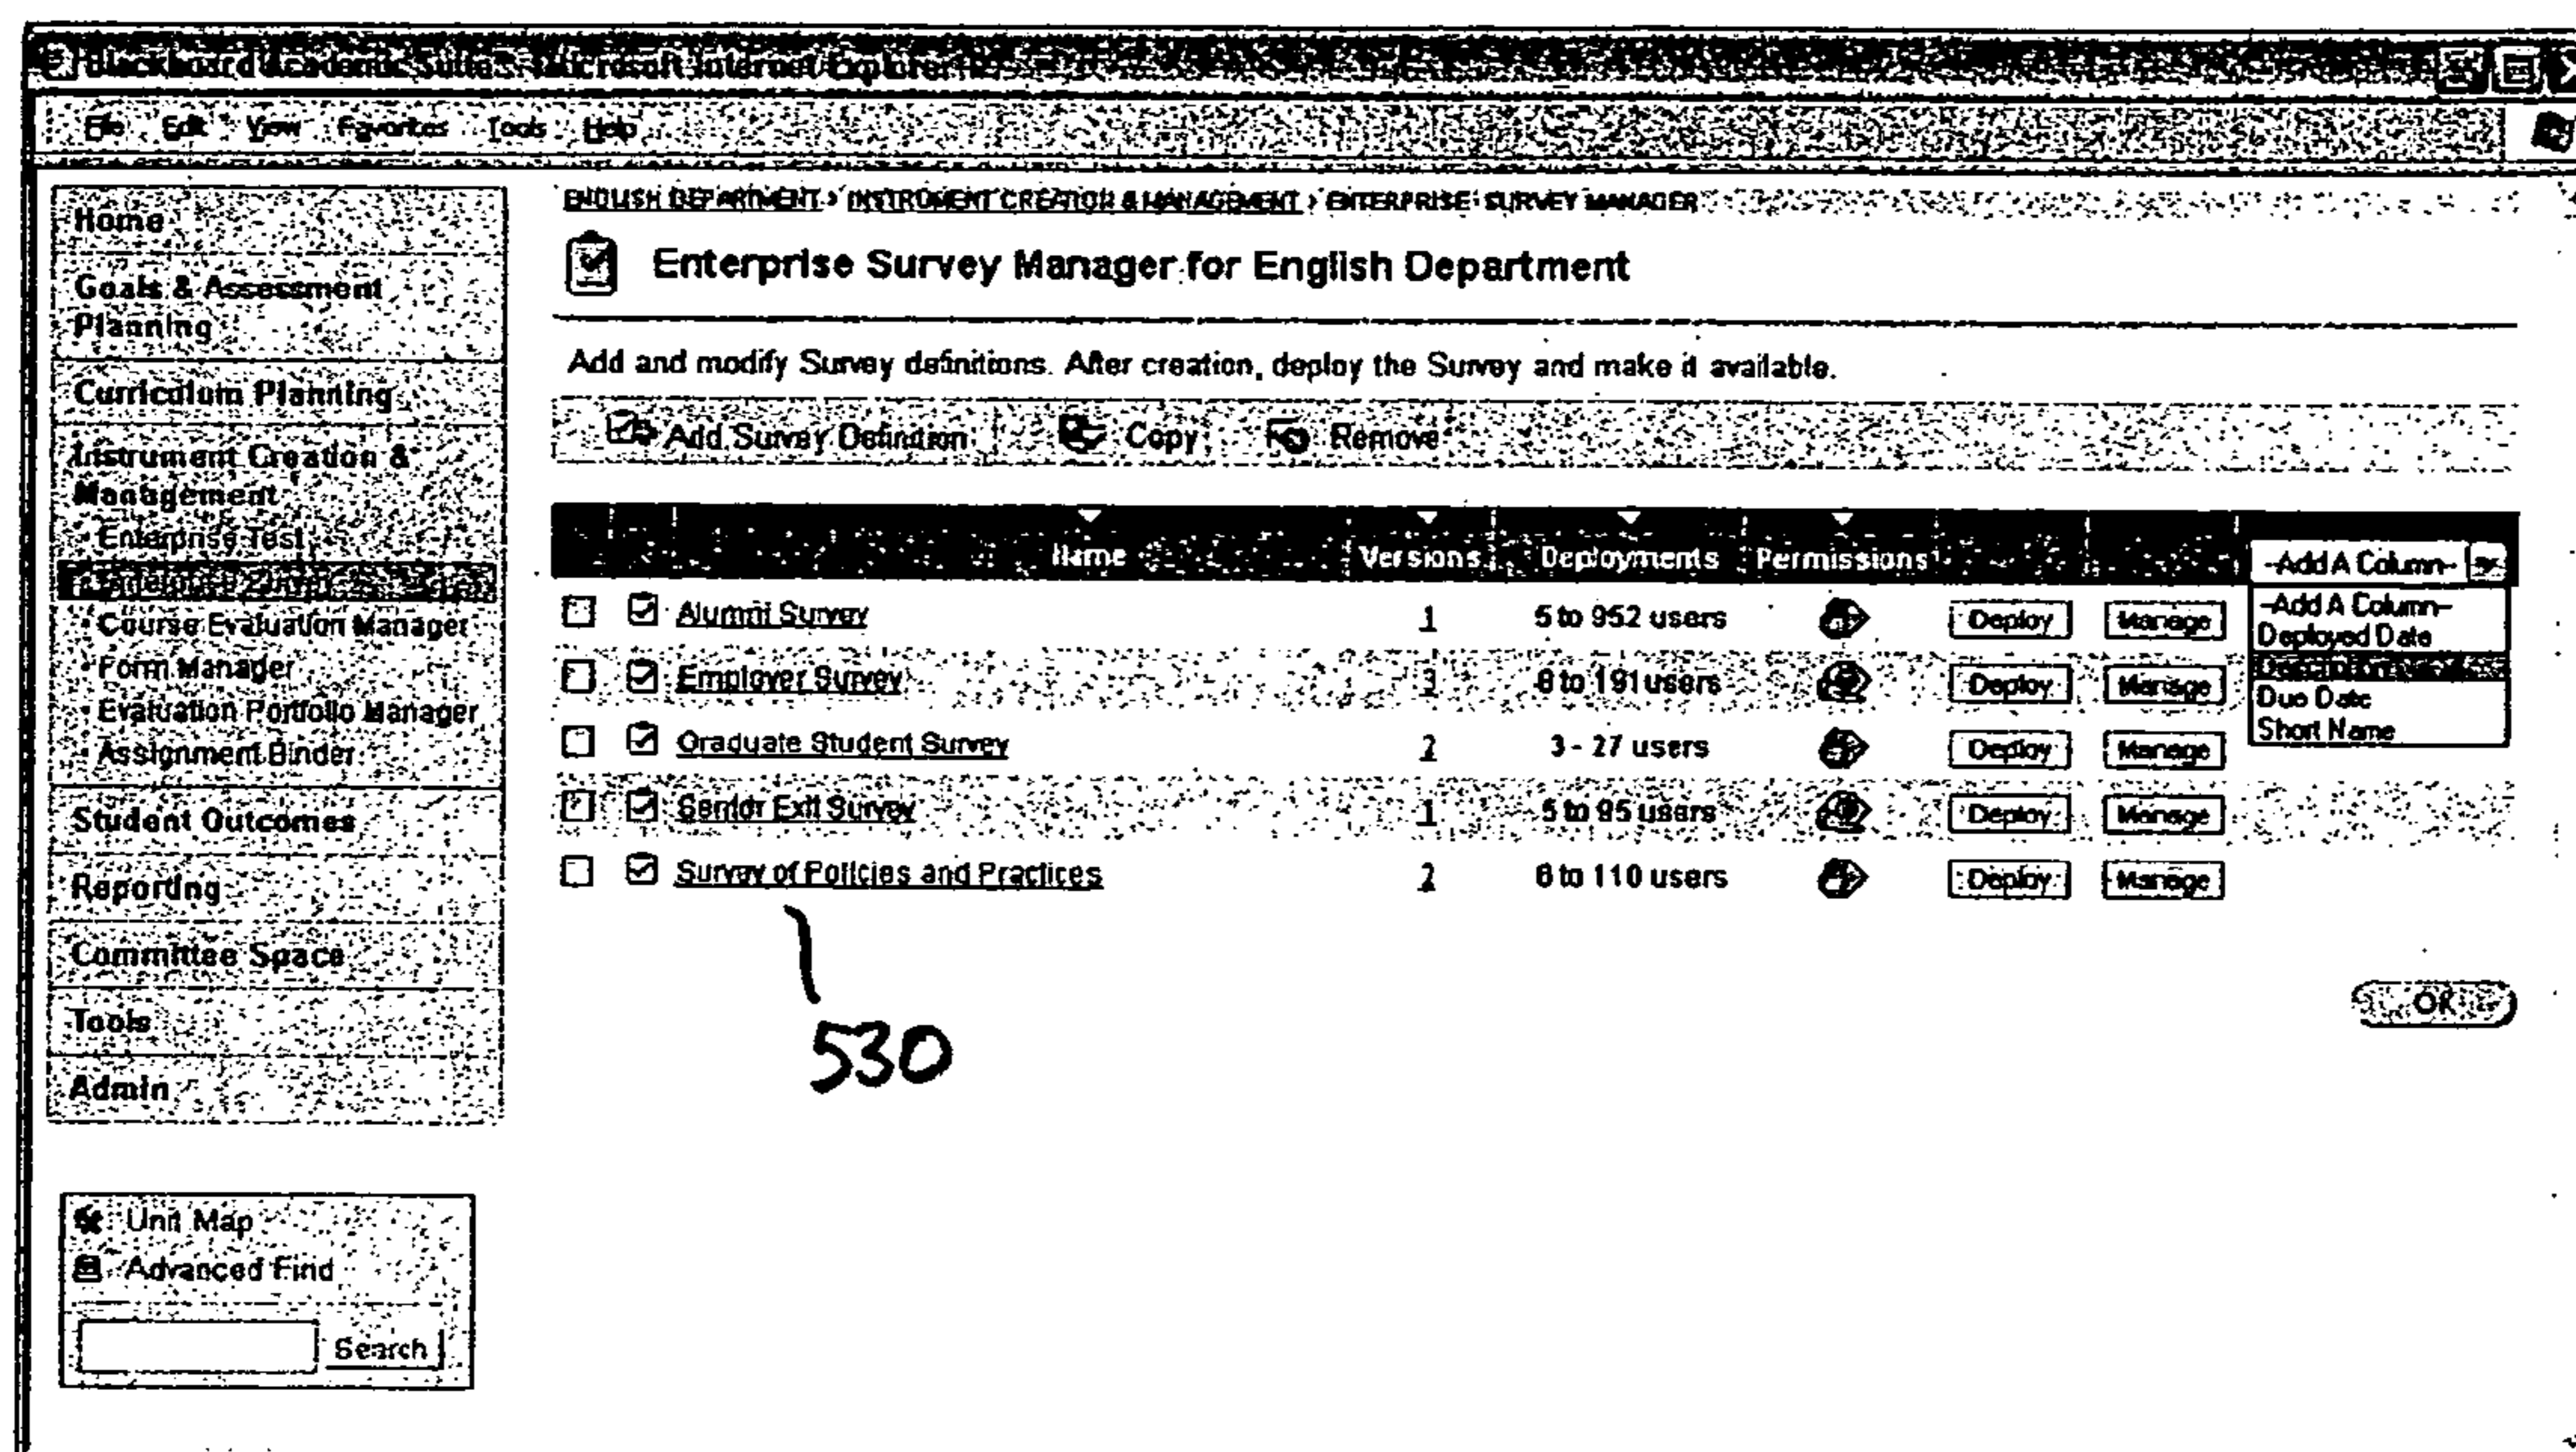 Blackboard Academic Suite - Microsoft Internet Explorer
File Edit View Favorites Tools Help
ENGLISH DEPARTMENT > INSTRUMENT CREATION & MANAGEMENT > ENTERPRISE SURVEY MANAGER
Enterprise Survey Manager for English Department
Add and modify Survey definitions. After creation, deploy the Survey and make it available.
Add Survey Definition Copy Remove
Name Versions Deployments Permissions -Add A Column-
Alumni Survey 1 5 to 952 users Deploy Manage
Employer Survey 3 to 191 users Deploy Manage
Graduate Student Survey 2 3 - 27 users Deploy Manage
Senior Exit Survey 1 5 to 95 users Deploy Manage
Survey of Policies and Practices 2 6 to 110 users Deploy Manage
-Add A Column-
Deployed Date
Description
Due Date
Short Name
OK
530
Home
Goals & Assessment
Planning
Curriculum Planning
Instrument Creation &
Management
Enterprise Test
Course Evaluation Manager
Form Manager
Evaluation Portfolio Manager
Assignment Binder
Student Outcomes
Reporting
Committee Space
Tools
Admin
Unit Map
Advanced Find
Search